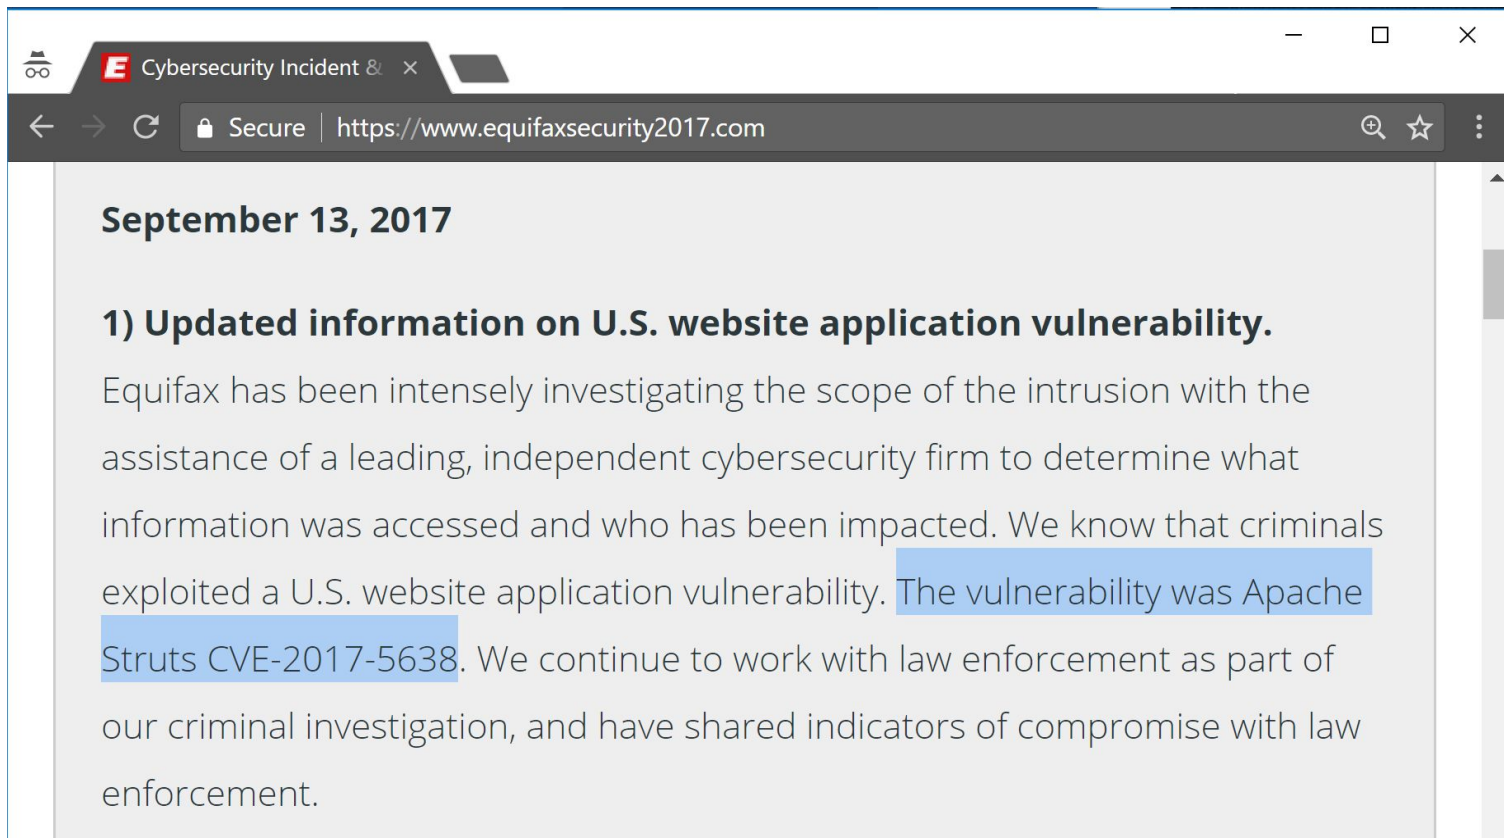 Cybersecurity Incident &
Secure https://www.equifaxsecurity2017.com
September 13, 2017
1) Updated information on U.S. website application vulnerability.
Equifax has been intensely investigating the scope of the intrusion with the
assistance of a leading, independent cybersecurity firm to determine what
information was accessed and who has been impacted. We know that criminals
exploited a U.S. website application vulnerability. The vulnerability was Apache
Struts CVE-2017-5638. We continue to work with law enforcement as part of
our criminal investigation, and have shared indicators of compromise with law
enforcement.